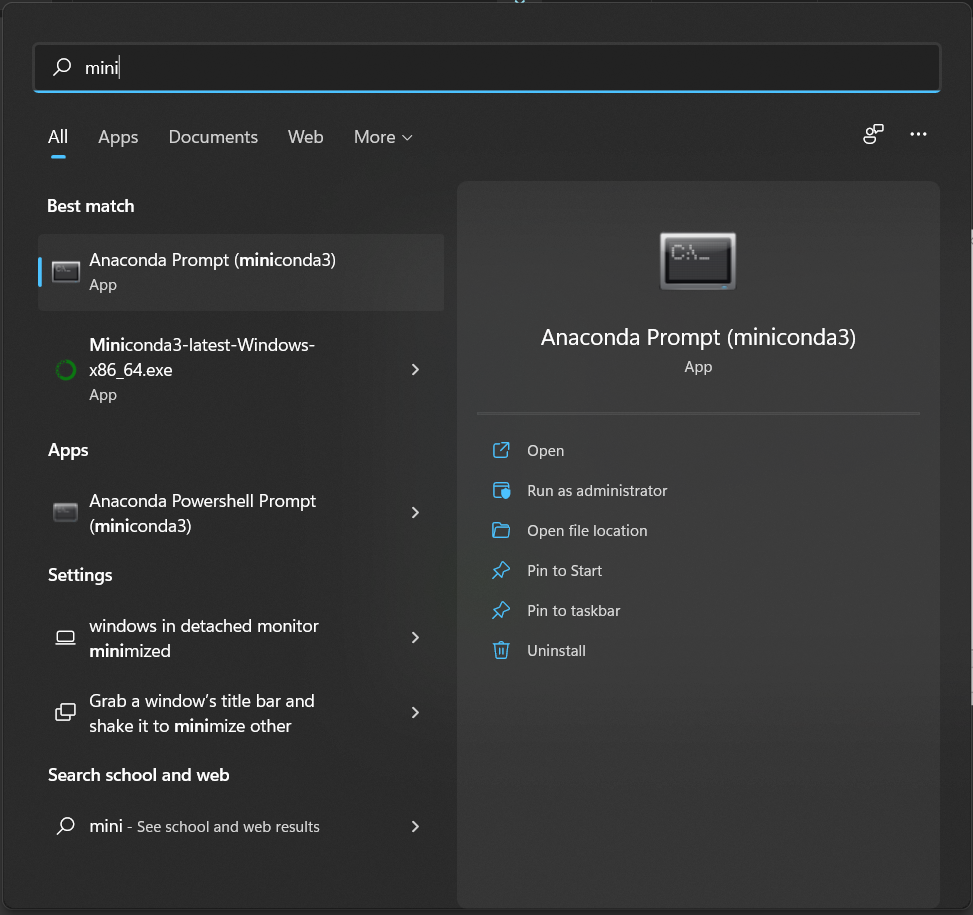 mini
All Apps Documents Web More
Best match
Anaconda Prompt (miniconda3)
App
Miniconda3-latest-Windows-
x86_64.exe
App
Apps
Anaconda Powershell Prompt
(miniconda3)
Settings
windows in detached monitor
minimized
Grab a window's title bar and
shake it to minimize other
Search school and web
mini - See school and web results
C:\_
Anaconda Prompt (miniconda3)
App
Open
Run as administrator
Open file location
Pin to Start
Pin to taskbar
Uninstall